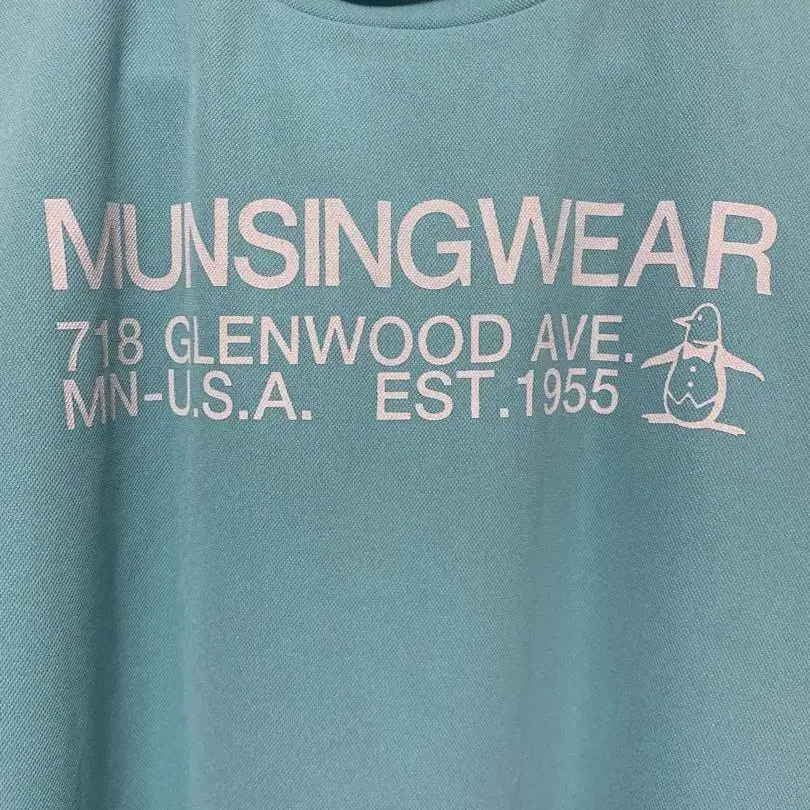 MUNSINGWEAR
718 GLENWOOD AVE.
MN-U.S.A. EST.1955